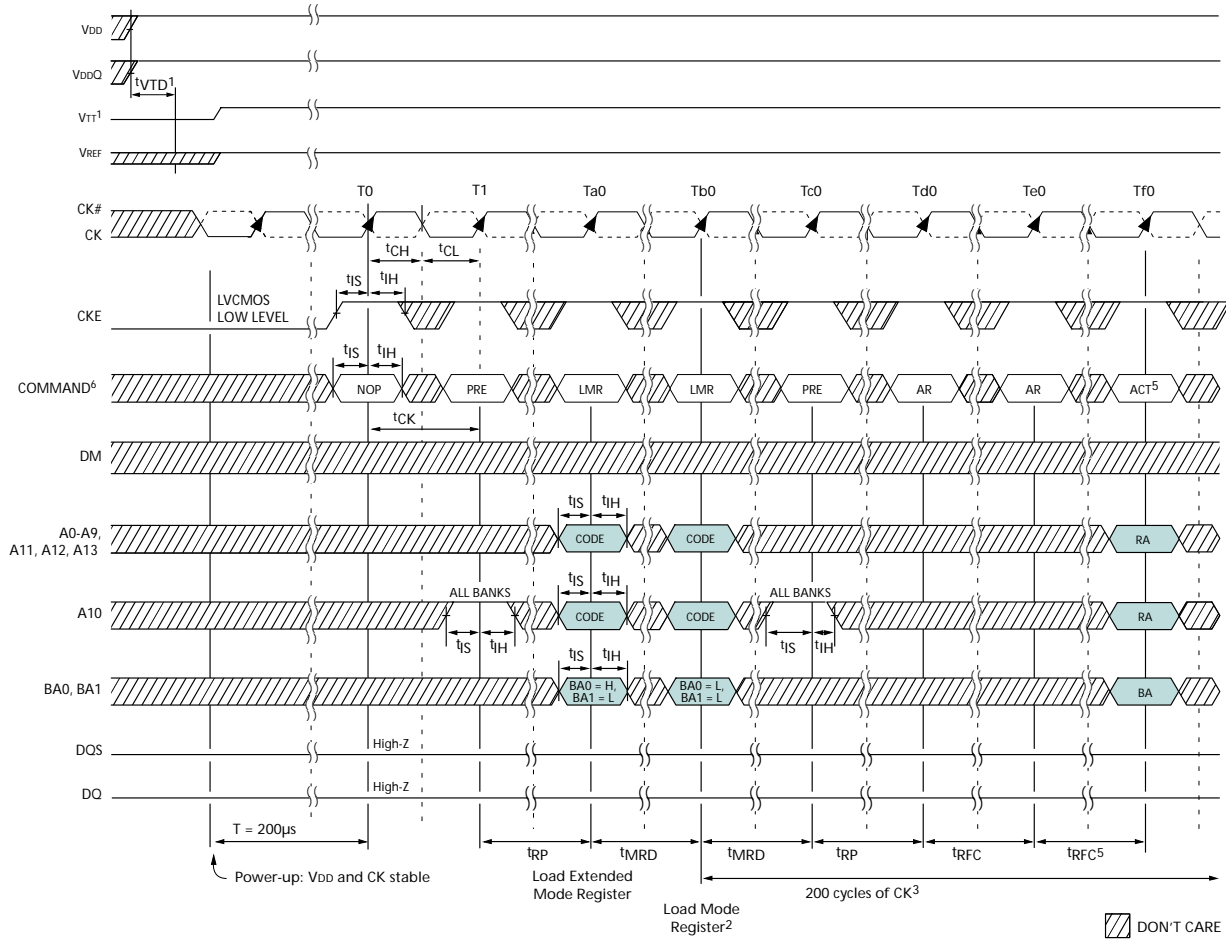 VDD
VDDQ
tVTD1
VTT1
VREF
T0 T1 Ta0 Tb0 Tc0 Td0 Te0 Tf0
CK#
CK
tCH tCL
tIS tIH
LVCMOS
LOW LEVEL
CKE
tIS tIH
COMMAND6 NOP PRE LMR LMR PRE AR AR ACT5
tCK
DM
tIS tIH
A0-A9,
A11, A12, A13
CODE CODE RA
tIS tIH
ALL BANKS ALL BANKS
A10 CODE CODE RA
tIS tIH tIS tIH
tIS tIH
BA0, BA1
BA0 = H,
BA1 = L
BA0 = L,
BA1 = L
BA
DQS High-Z
DQ High-Z
T = 200µs
tRP tMRD tMRD tRP tRFC tRFC5
Power-up: VDD and CK stable
Load Extended
Mode Register
200 cycles of CK3
Load Mode
Register2
DON'T CARE